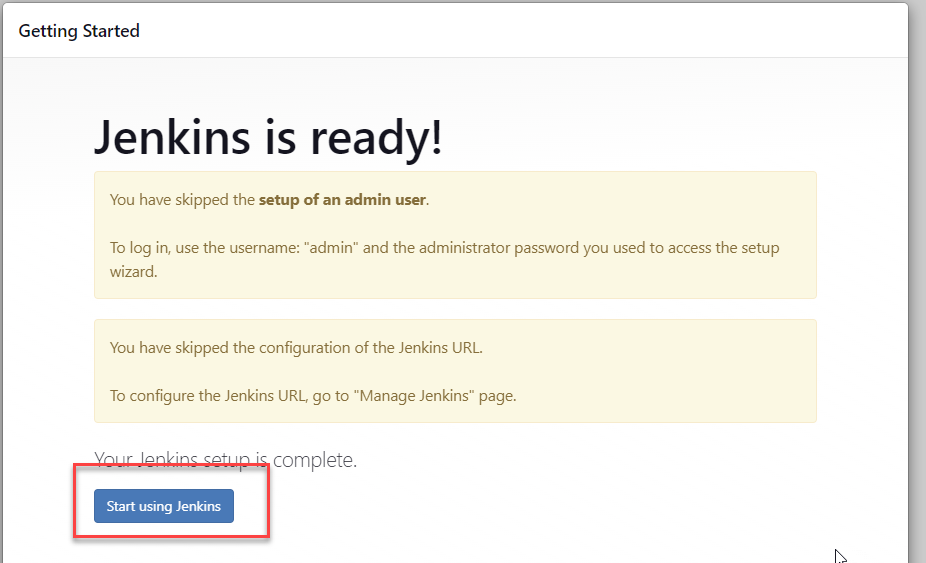 Getting Started
Jenkins is ready!
You have skipped the setup of an admin user.
To log in, use the username: "admin" and the administrator password you used to access the setup
wizard.
You have skipped the configuration of the Jenkins URL.
To configure the Jenkins URL, go to "Manage Jenkins" page.
Your Jenkins setup is complete.
Start using Jenkins